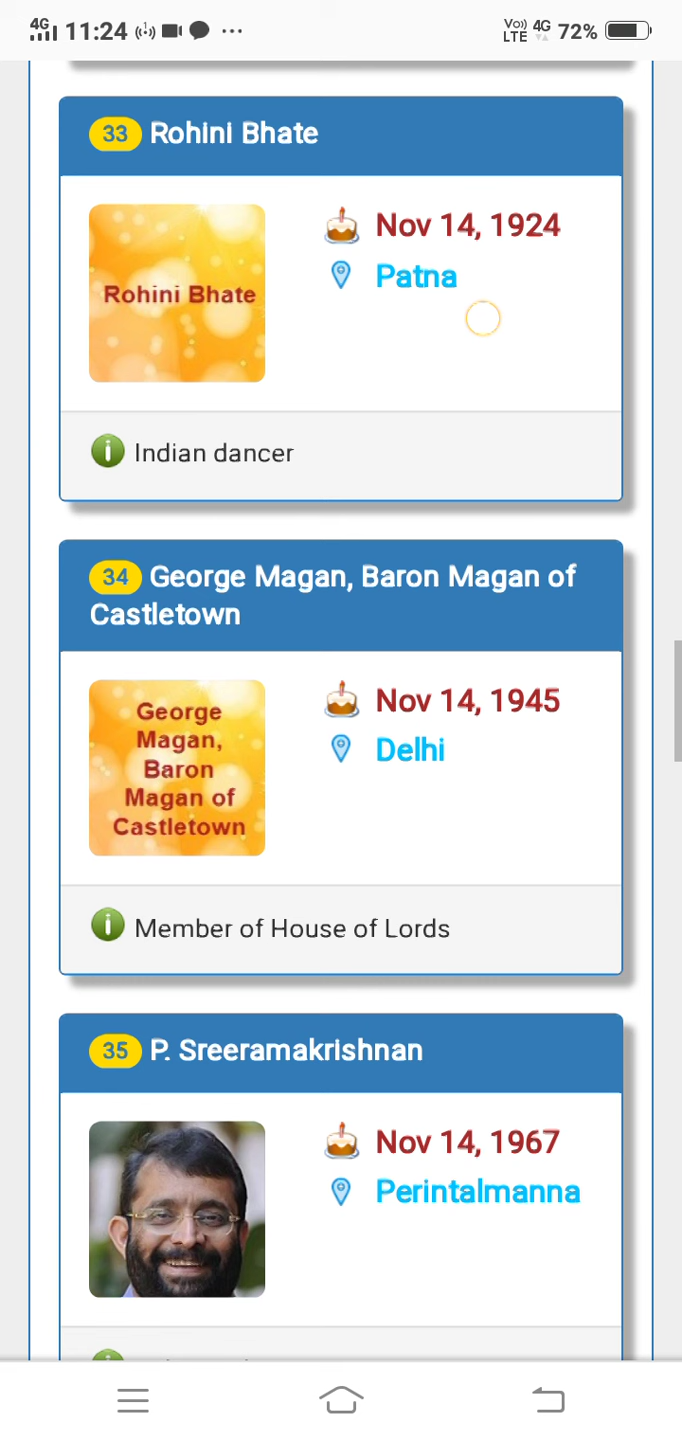 4G 11:24 ... Vo)) LTE 4G 72%
33 Rohini Bhate
Rohini Bhate
Nov 14, 1924
Patna
Indian dancer
34 George Magan, Baron Magan of
Castletown
George
Magan,
Baron
Magan of
Castletown
Nov 14, 1945
Delhi
Member of House of Lords
35 P. Sreeramakrishnan
Nov 14, 1967
Perintalmanna